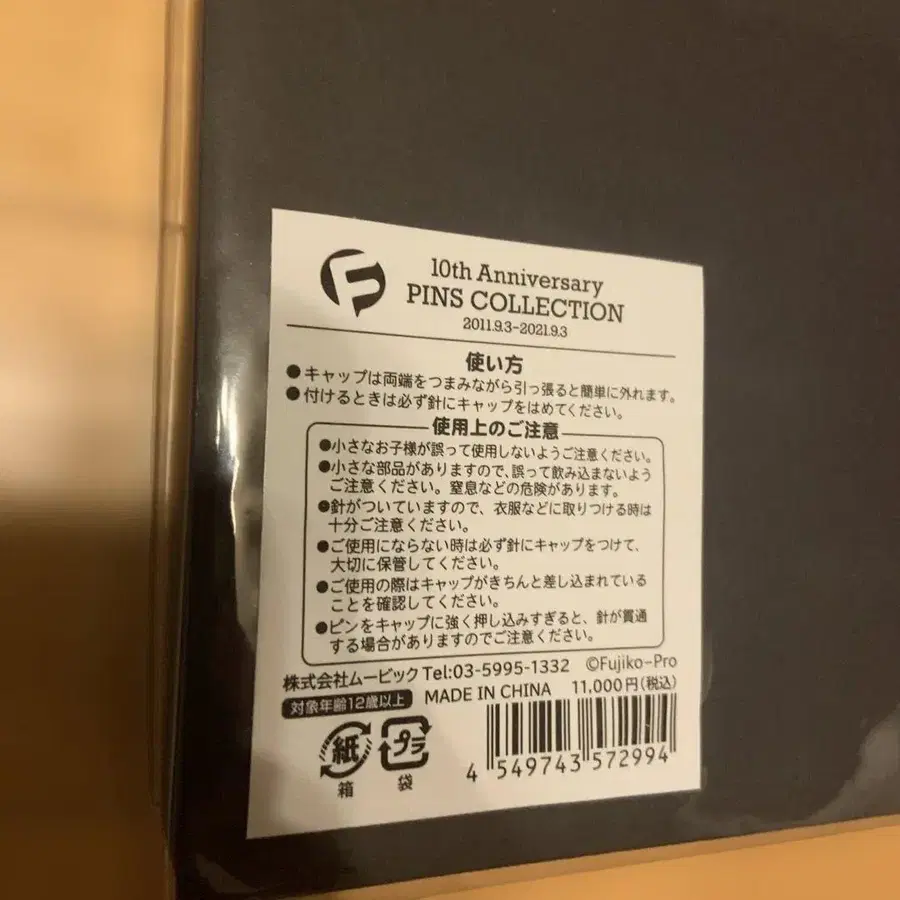 10th Anniversary
PINS COLLECTION
2011.9.3-2021.9.3
使い方
●キャップは両端をつまみながら引っ張ると簡単に外れます。
●付けるときは必ず針にキャップをはめてください。
使用上のご注意
●小さなお子様が誤って使用しないようご注意ください。
●小さな部品がありますので、誤って飲み込まないよう
ご注意ください。窒息などの危険があります。
●針がついていますので、衣服などに取りつける時は
十分ご注意ください。
●ご使用にならない時は必ず針にキャップをつけて、
大切に保管してください。
●ご使用の際はキャップがきちんと差し込まれている
ことを確認してください。
●ピンをキャップに強く押し込みすぎると、針が貫通
する場合がありますのでご注意ください。
株式会社ムービック Tel:03-5995-1332 ©Fujiko-Pro
対象年齢12歳以上 MADE IN CHINA 11,000円(税込)
紙 プラ
箱 袋
4 549743 572994